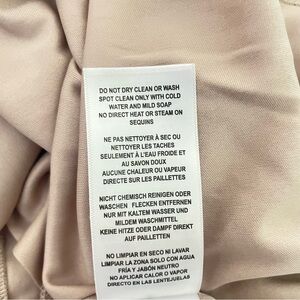 DO NOT DRY CLEAN OR WASH
SPOT CLEAN ONLY WITH COLD
WATER AND MILD SOAP
NO DIRECT HEAT OR STEAM ON
SEQUINS
NE PAS NETTOYER À SEC OU
NETTOYER LES TACHES
SEULEMENT À L'EAU FROIDE ET
AU SAVON DOUX
AUCUNE CHALEUR OU VAPEUR
DIRECTE SUR LES PAILLETTES
NICHT CHEMISCH REINIGEN ODER
WASCHEN FLECKEN ENTFERNEN
NUR MIT KALTEM WASSER UND
MILDEM WASCHMITTEL
KEINE HITZE ODER DAMPF DIREKT
AUF PAILLETTEN
NO LIMPIAR EN SECO NI LAVAR
LIMPIAR LA ZONA SOLO CON AGUA
FRÍA Y JABÓN NEUTRO
NO APLICAR CALOR O VAPOR
DIRECTO EN LAS LENTEJUELAS